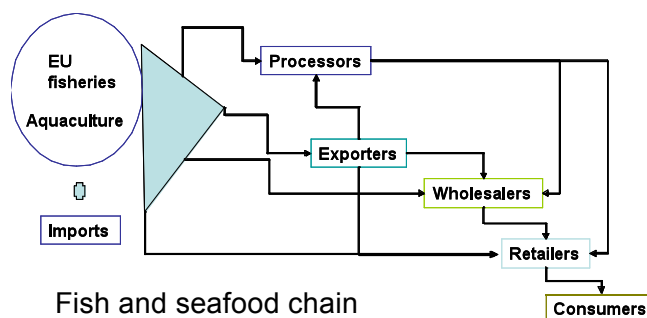 EU
fisheries
Aquaculture
Imports
Processors
Exporters
Wholesalers
Retailers
Consumers
Fish and seafood chain